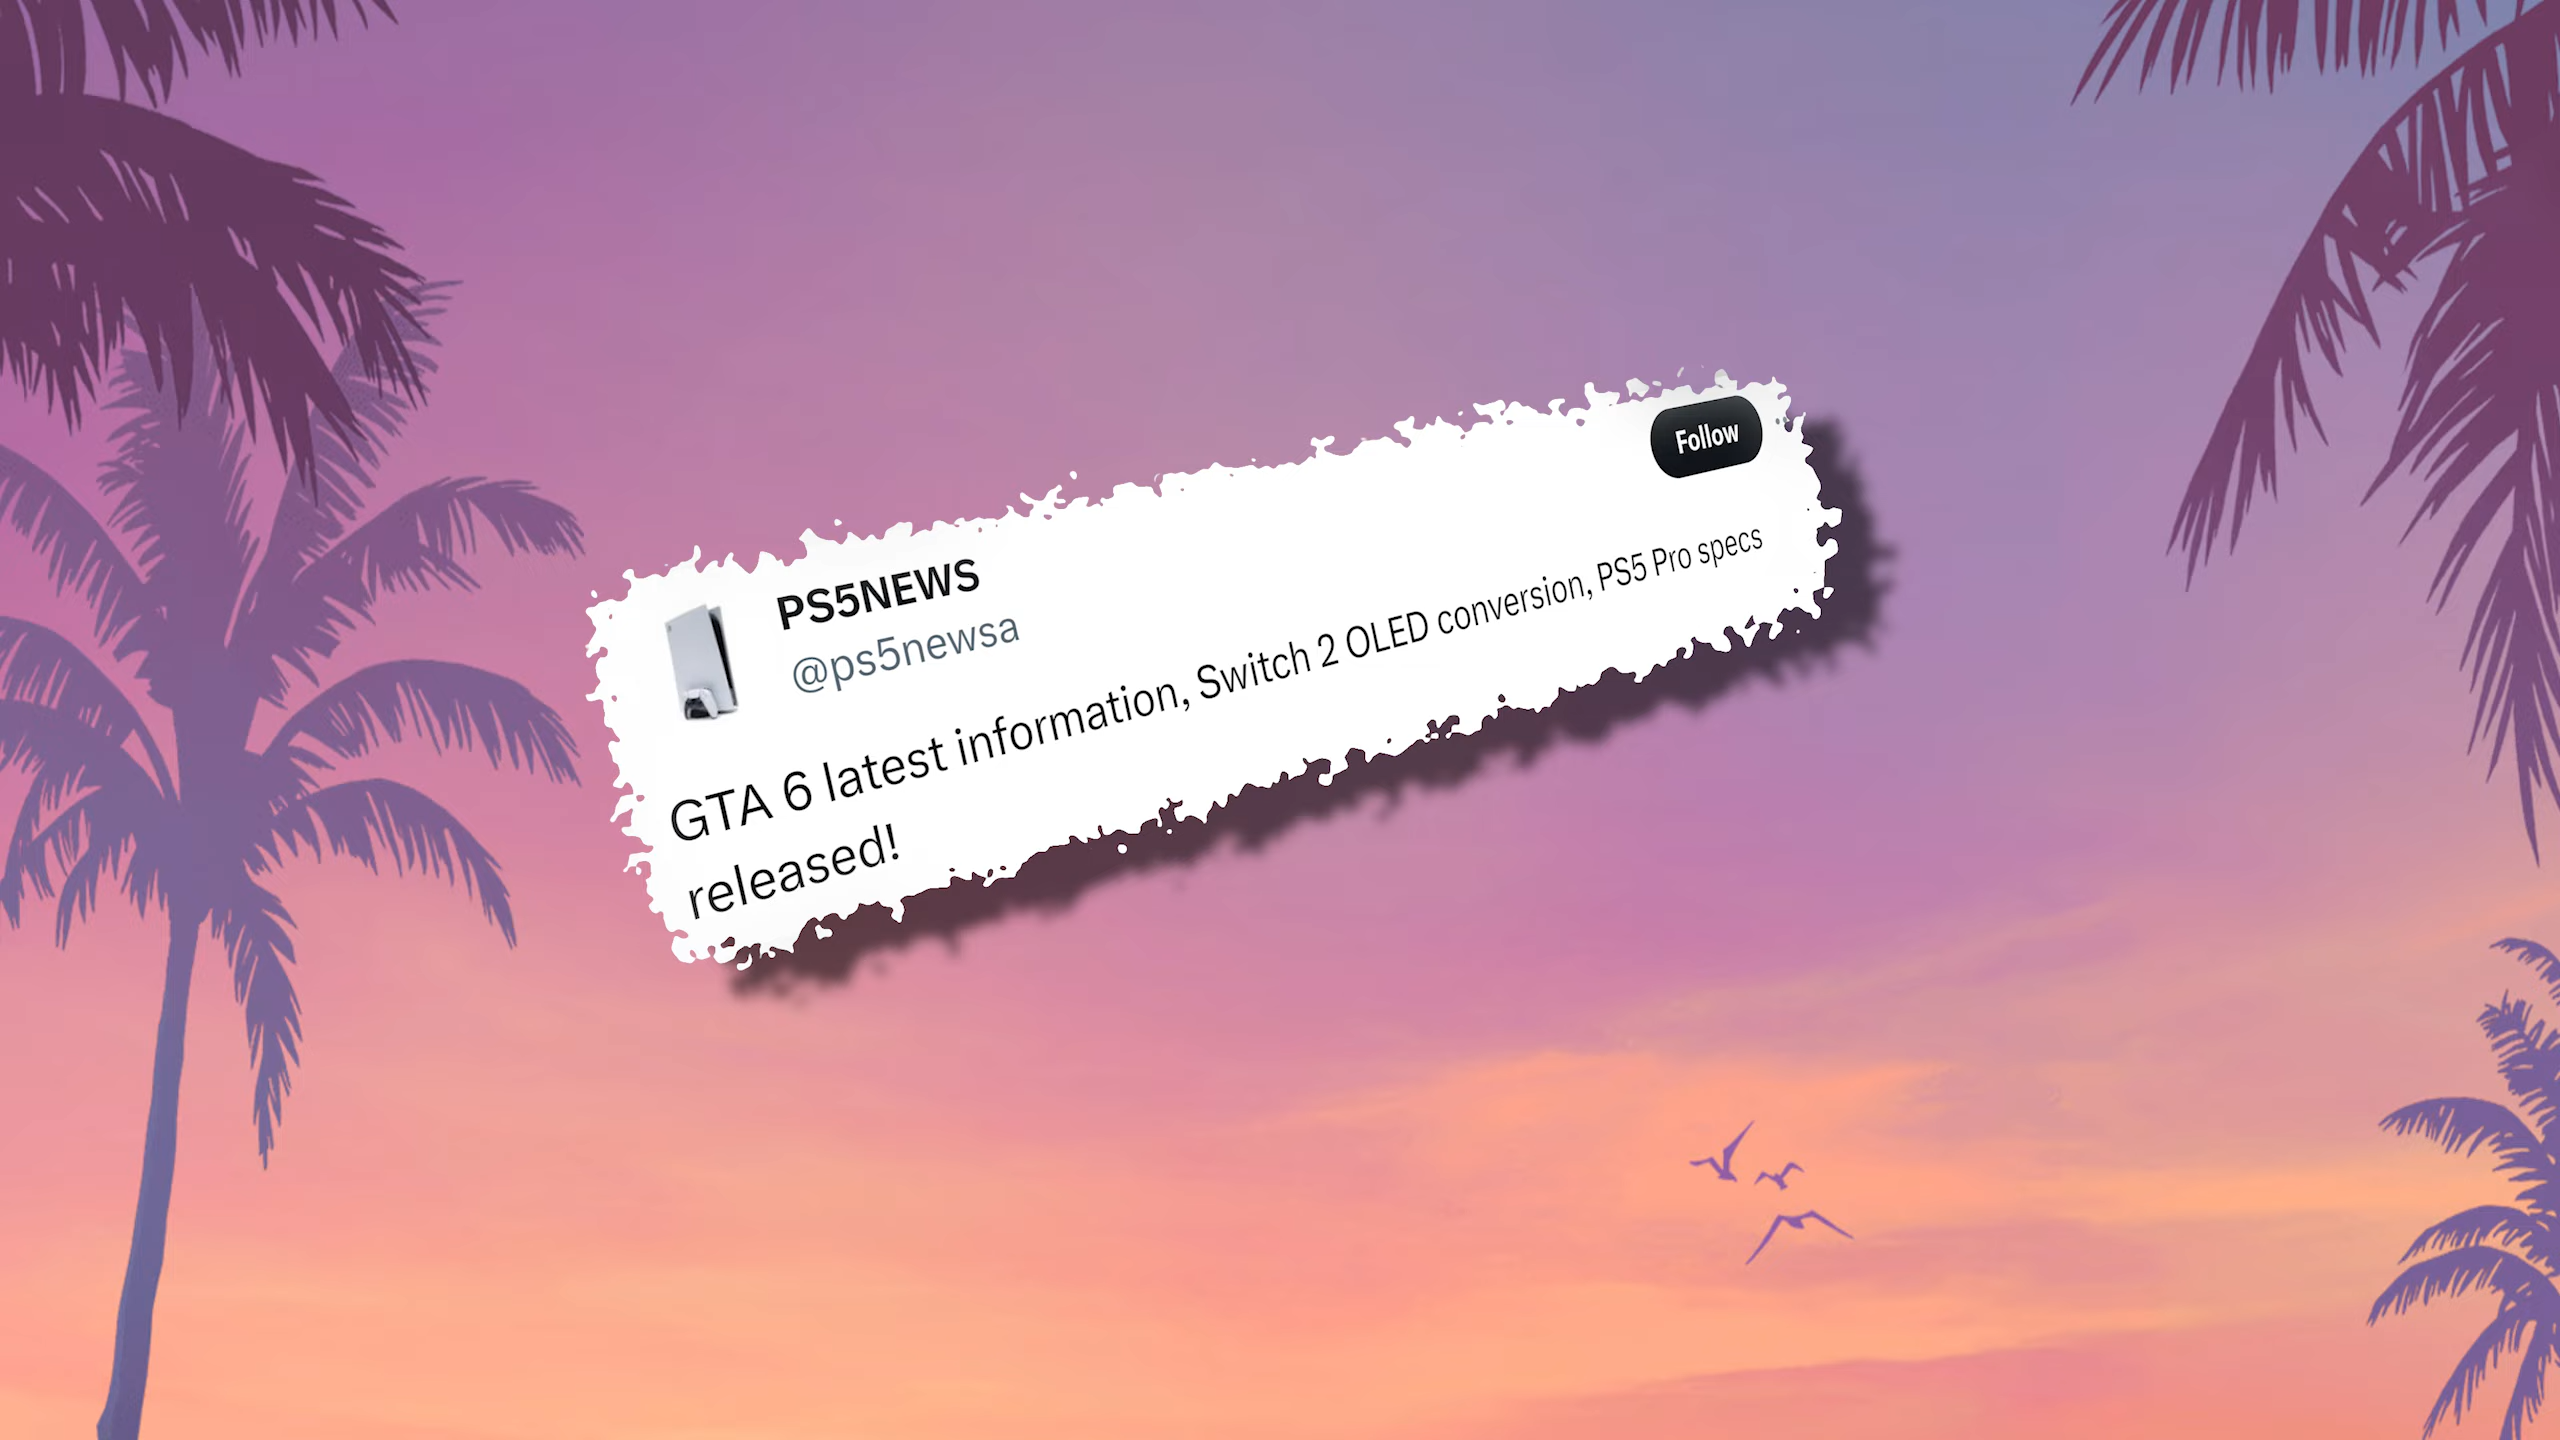 Follow
PS5NEWS
@ps5newsa
GTA 6 latest information, Switch 2 OLED conversion, PS5 Pro specs
released!